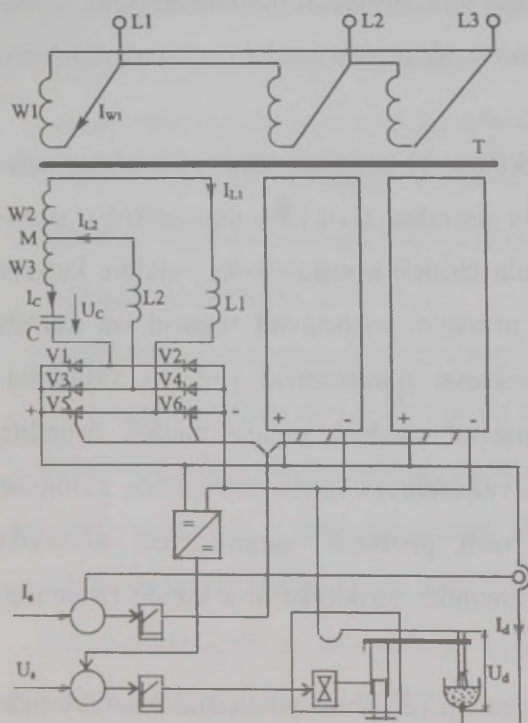 L1 L2 L3
W1 I_W1
T
I_L1
W2
M I_L2
W3
I_C U_C L2 L1
C
V1 V2
V3 V4
V5 V6
+ -
+ +
=
=
I_d
U_s U_d